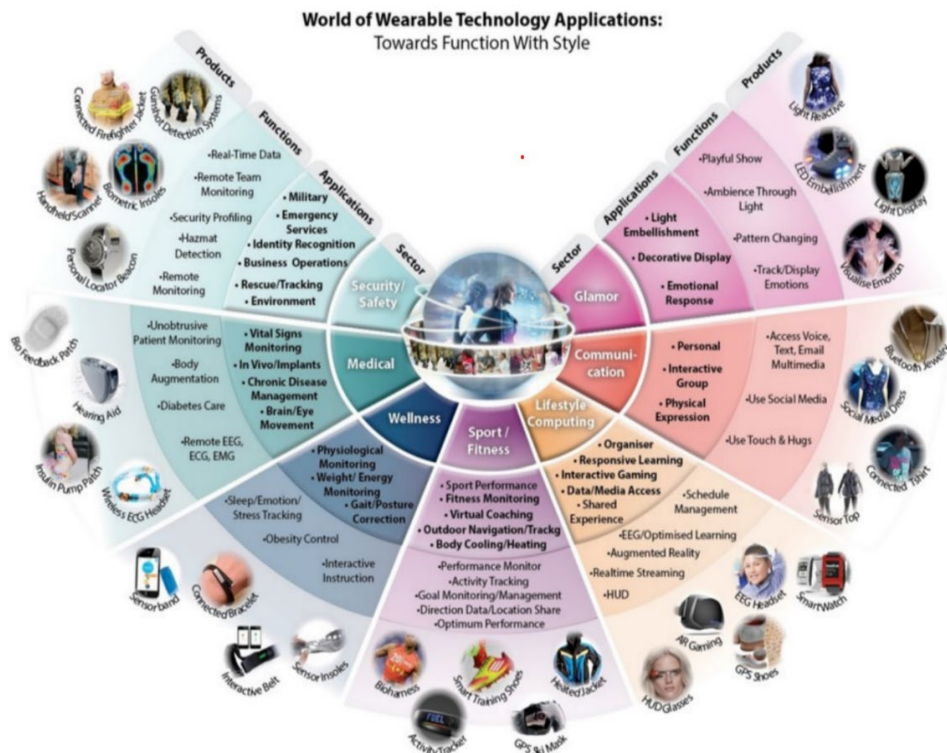 World of Wearable Technology Applications:
Towards Function With Style
Products
Functions
Applications
Sector
Products
Functions
Applications
Sector
Security/
Safety
• Military
• Emergency
Services
• Identity Recognition
• Business Operations
• Rescue/Tracking
• Environment
•Real-Time Data
•Remote Team
Monitoring
•Security Profiling
•Hazmat
Detection
•Remote
Monitoring
Connected Firefighter Jacket
Gunshot Detection Systems
Handheld Scanner
Biometric Insoles
Personal Locator Beacon
Medical
• Vital Signs
Monitoring
• In Vivo/Implants
• Chronic Disease
Management
• Brain/Eye
Movement
•Unobtrusive
Patient Monitoring
•Body
Augmentation
•Diabetes Care
•Remote EEG,
ECG, EMG
Bio Feedback Patch
Hearing Aid
Insulin Pump Patch
Wireless ECG Headset
Wellness
• Physiological
Monitoring
• Weight/ Energy
Monitoring
• Gait/Posture
Correction
•Sleep/Emotion/
Stress Tracking
•Obesity Control
•Interactive
Instruction
Sensor band
Connected Bracelet
Interactive Belt
Sensor Insoles
Sport /
Fitness
• Sport Performance
• Fitness Monitoring
• Virtual Coaching
• Outdoor Navigation/Trackg
• Body Cooling/Heating
•Performance Monitor
•Activity Tracking
•Goal Monitoring/Management
•Direction Data/Location Share
•Optimum Performance
Bioharness
Smart Training Shoes
Heated Jacket
FUEL
Activity Tracker
GPS Ski Mask
Lifestyle
Computing
• Organiser
• Responsive Learning
• Interactive Gaming
• Data/Media Access
• Shared
Experience
•Schedule
Management
•EEG/Optimised Learning
•Augmented Reality
•Realtime Streaming
•HUD
EEG Headset
SmartWatch
AR Gaming
GPS Shoes
HUD Glasses
Communi-
cation
• Personal
• Interactive
Group
• Physical
Expression
•Access Voice,
Text, Email
Multimedia
•Use Social Media
•Use Touch & Hugs
Bluetooth Jewelry
Social Media Dress
Connected Tshirt
Sensor Top
Glamor
• Light
Embellishment
• Decorative Display
• Emotional
Response
•Playful Show
•Ambience Through
Light
•Pattern Changing
•Track/Display
Emotions
Light Reactive
LED Embellishment
Light Display
Visualise Emotion